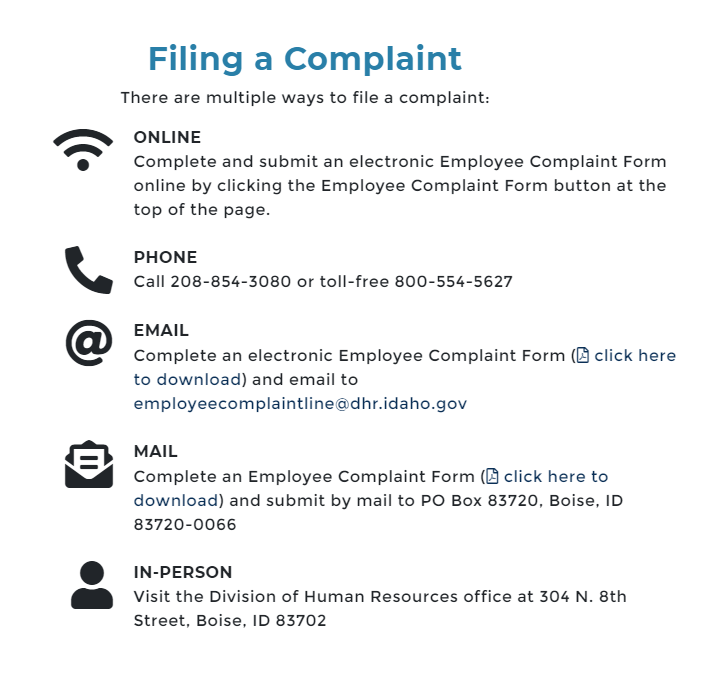 Filing a Complaint
There are multiple ways to file a complaint:
ONLINE
Complete and submit an electronic Employee Complaint Form
online by clicking the Employee Complaint Form button at the
top of the page.
PHONE
Call 208-854-3080 or toll-free 800-554-5627
EMAIL
Complete an electronic Employee Complaint Form (click here
to download) and email to
employeecomplaintline@dhr.idaho.gov
MAIL
Complete an Employee Complaint Form (click here to
download) and submit by mail to PO Box 83720, Boise, ID
83720-0066
IN-PERSON
Visit the Division of Human Resources office at 304 N. 8th
Street, Boise, ID 83702